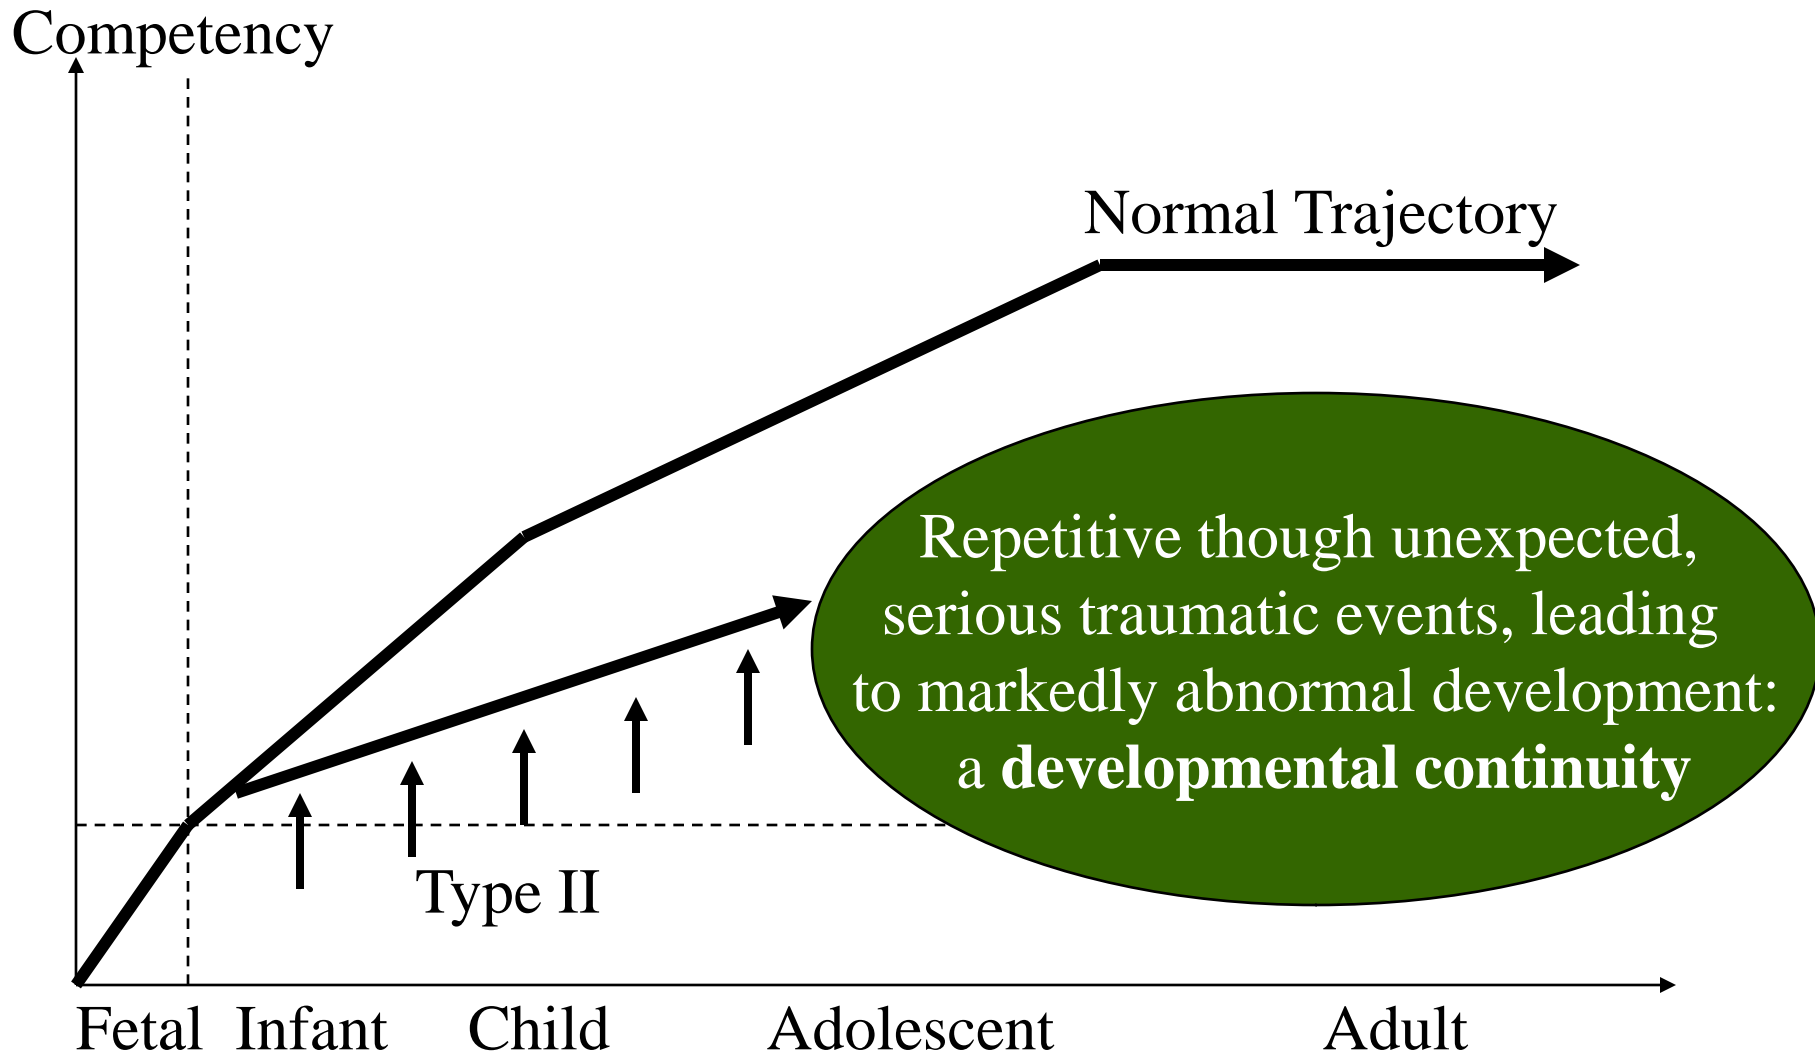 Competency
Normal Trajectory
Repetitive though unexpected,
serious traumatic events, leading
to markedly abnormal development:
a developmental continuity
Type II
Fetal Infant Child Adolescent Adult